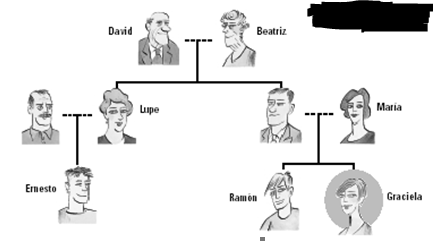 David
Beatriz
Lupe
María
Ernesto
Ramón
Graciela